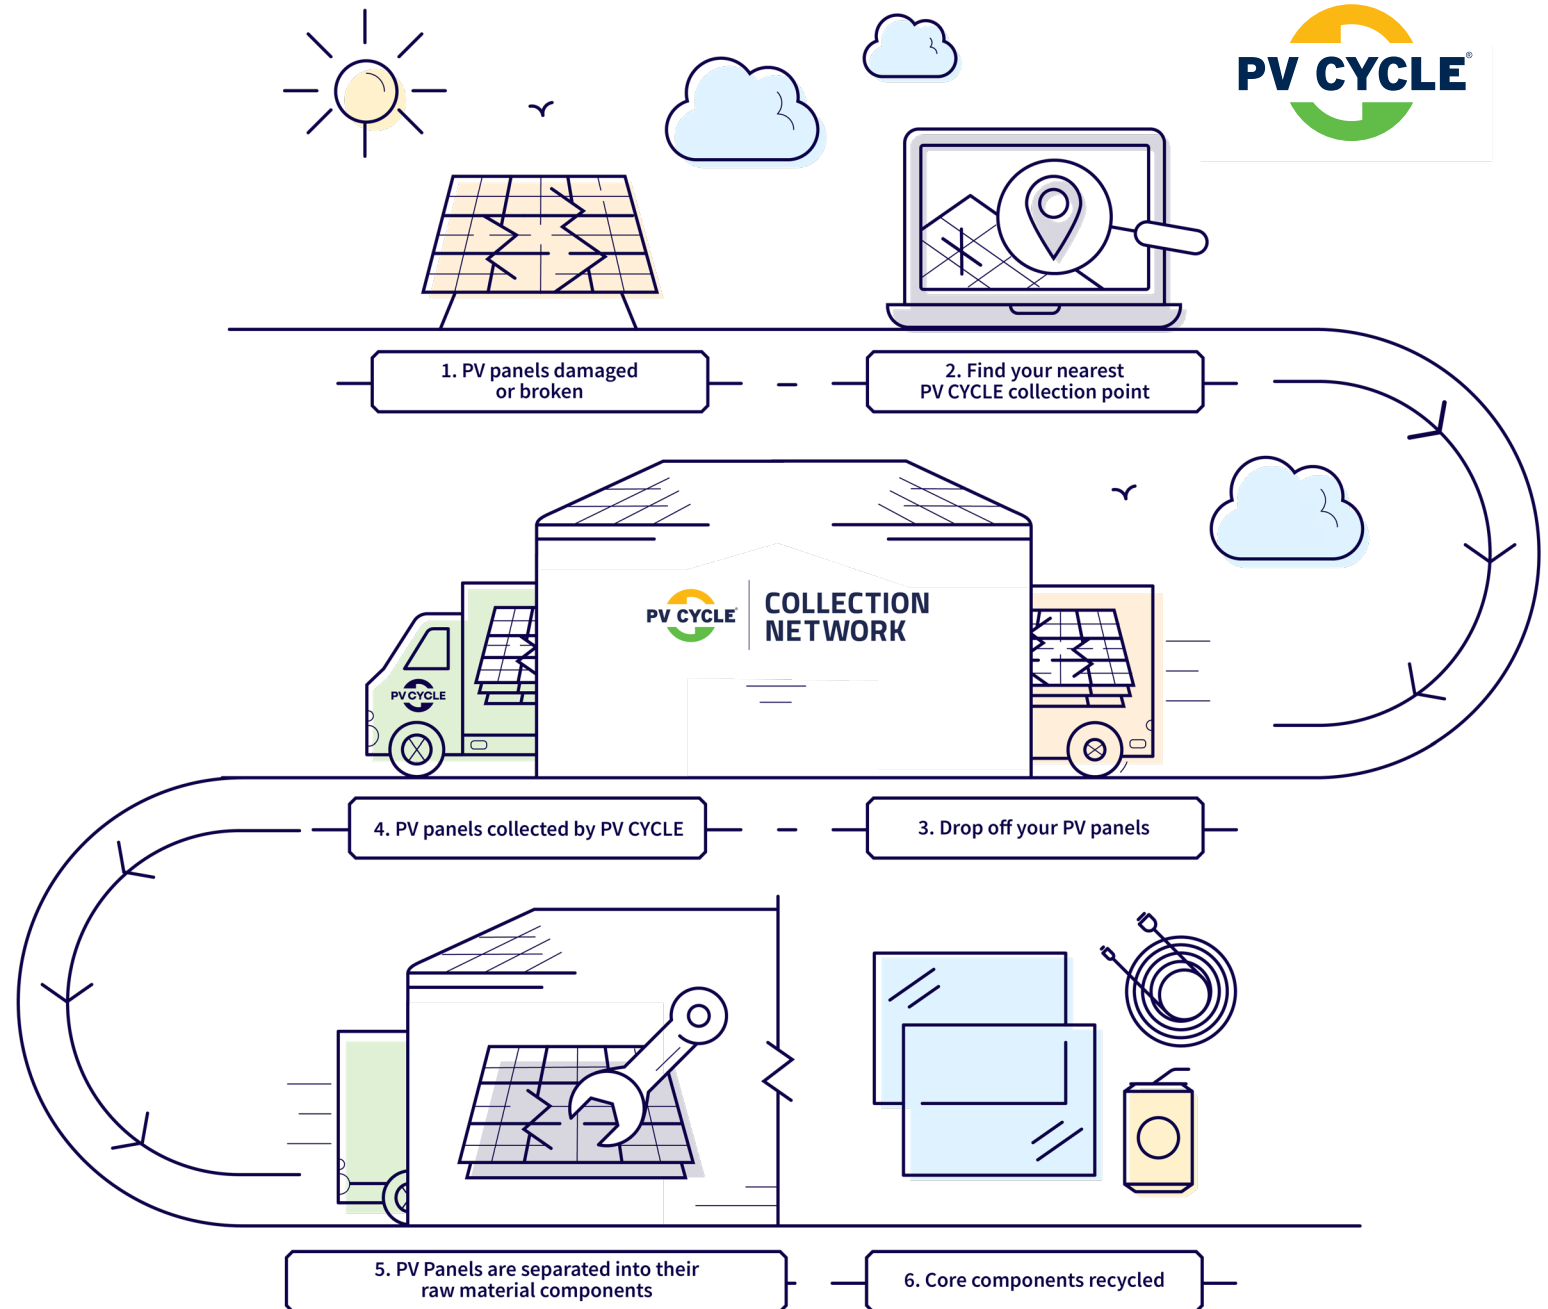 PV CYCLE®
1. PV panels damaged
or broken
2. Find your nearest
PV CYCLE collection point
PV CYCLE®
COLLECTION
NETWORK
PV CYCLE
4. PV panels collected by PV CYCLE
3. Drop off your PV panels
5. PV Panels are separated into their
raw material components
6. Core components recycled